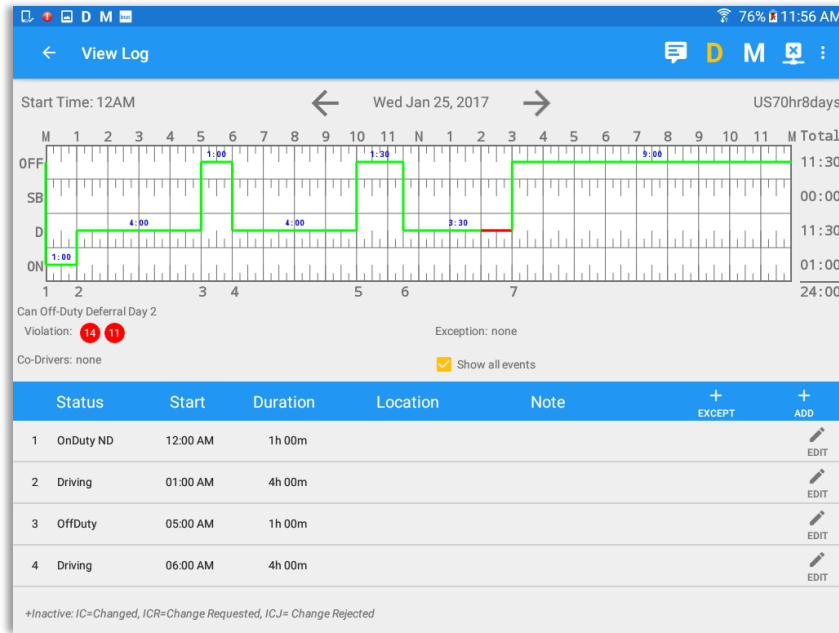 D M 76% 11:56 AM
View Log D M
Start Time: 12AM Wed Jan 25, 2017 US70hr8days
M 1 2 3 4 5 6 7 8 9 10 11 N 1 2 3 4 5 6 7 8 9 10 11 M Total
OFF 1:00 1:30 9:00 11:30
SB 00:00
D 4:00 4:00 3:30 11:30
ON 1:00 01:00
1 2 3 4 5 6 7 24:00
Can Off-Duty Deferral Day 2
Violation: 14 11 Exception: none
Co-Drivers: none Show all events
Status Start Duration Location Note + EXCEPT + ADD
1 OnDuty ND 12:00 AM 1h 00m EDIT
2 Driving 01:00 AM 4h 00m EDIT
3 OffDuty 05:00 AM 1h 00m EDIT
4 Driving 06:00 AM 4h 00m EDIT
+Inactive: IC=Changed, ICR=Change Requested, ICJ= Change Rejected